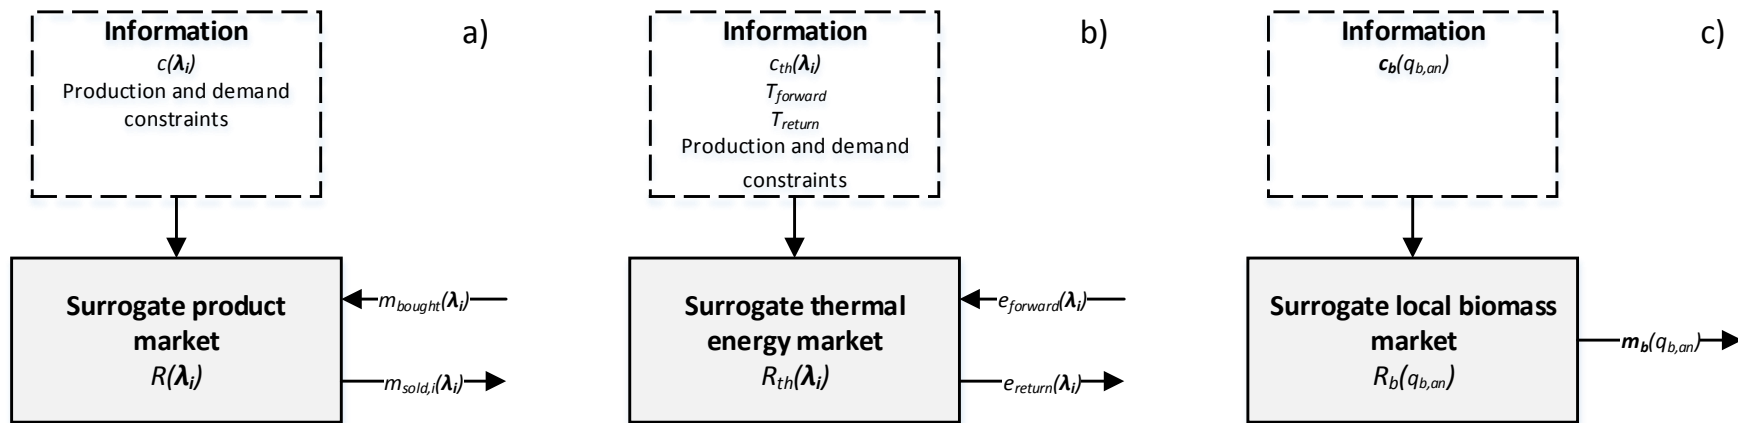 a)
Information
c(λi)
Production and demand
constraints
Surrogate product
market
R(λi)
mbought(λi)
msold,i(λi)
b)
Information
cth(λi)
Tforward
Treturn
Production and demand
constraints
Surrogate thermal
energy market
Rth(λi)
eforward(λi)
ereturn(λi)
c)
Information
cb(qb,an)
Surrogate local biomass
market
Rb(qb,an)
mb(qb,an)